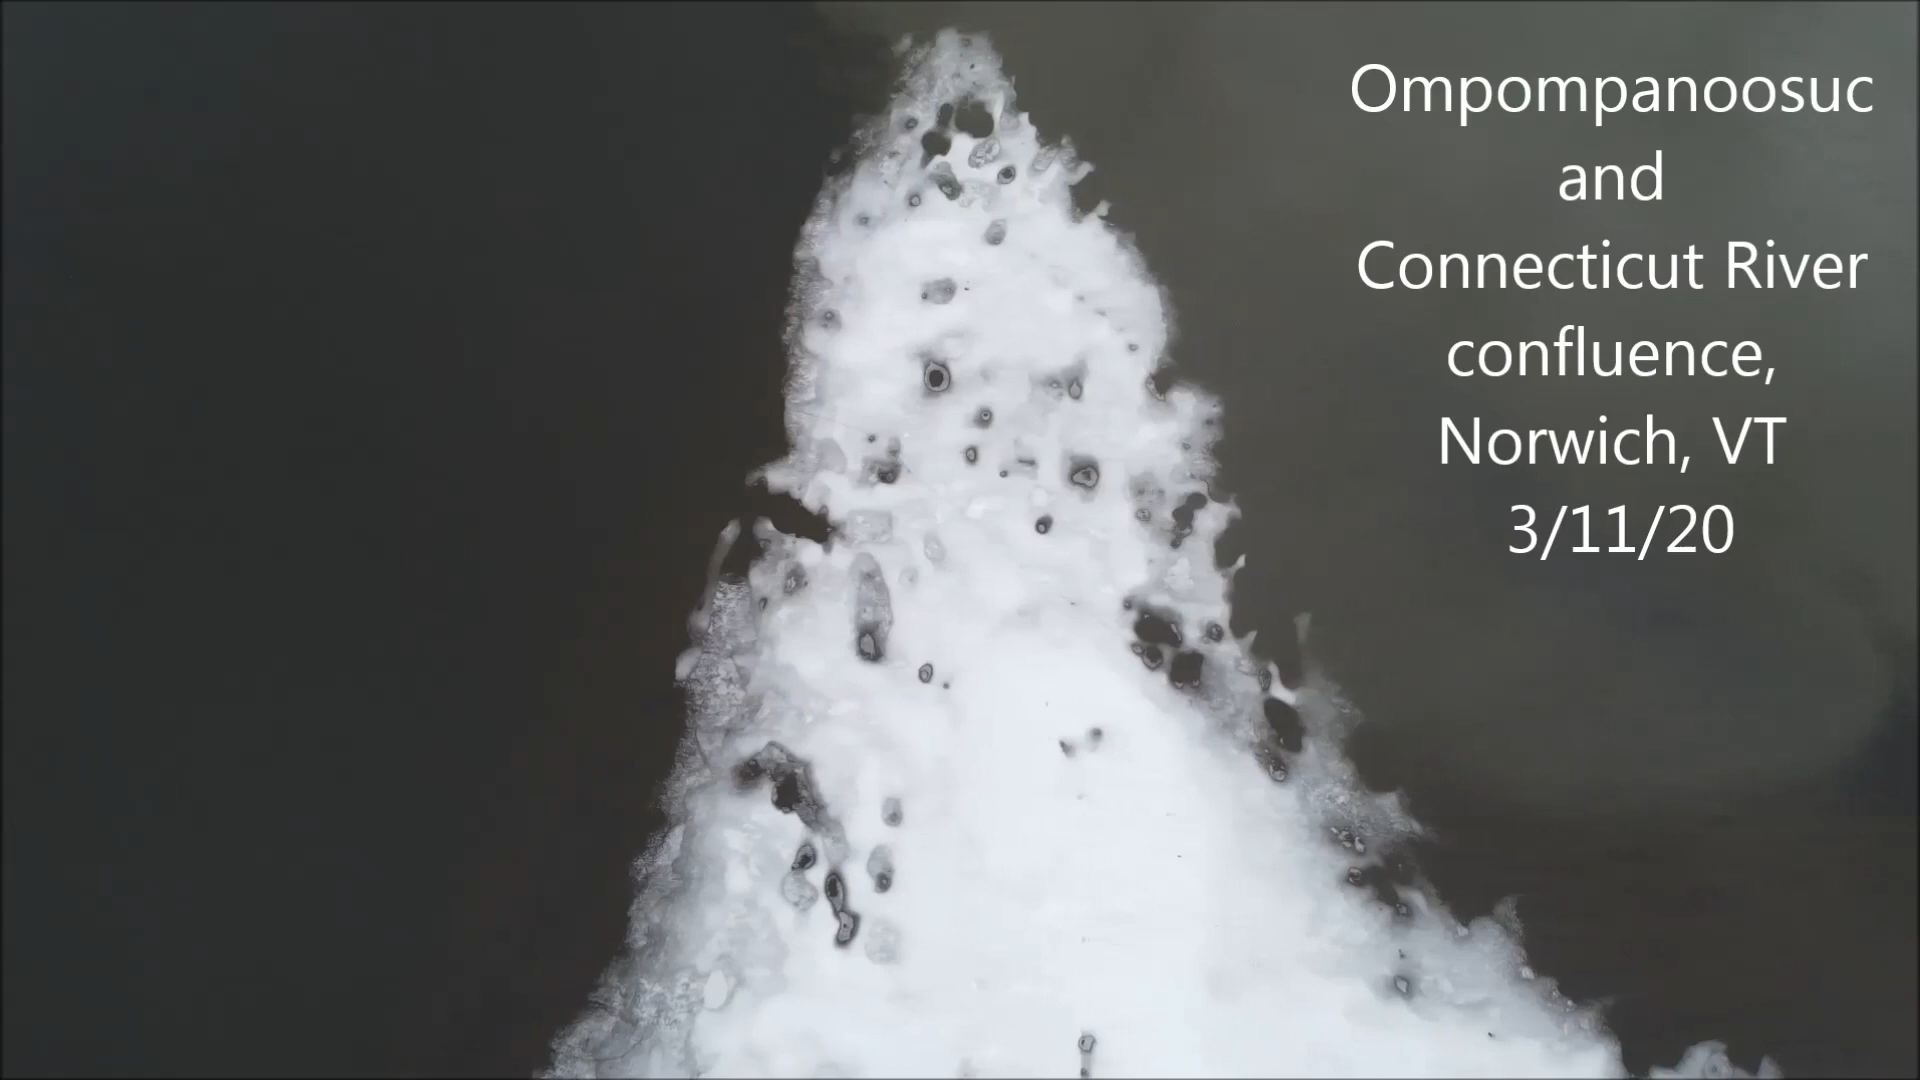 Ompompanoosuc
and
Connecticut River
confluence,
Norwich, VT
3/11/20